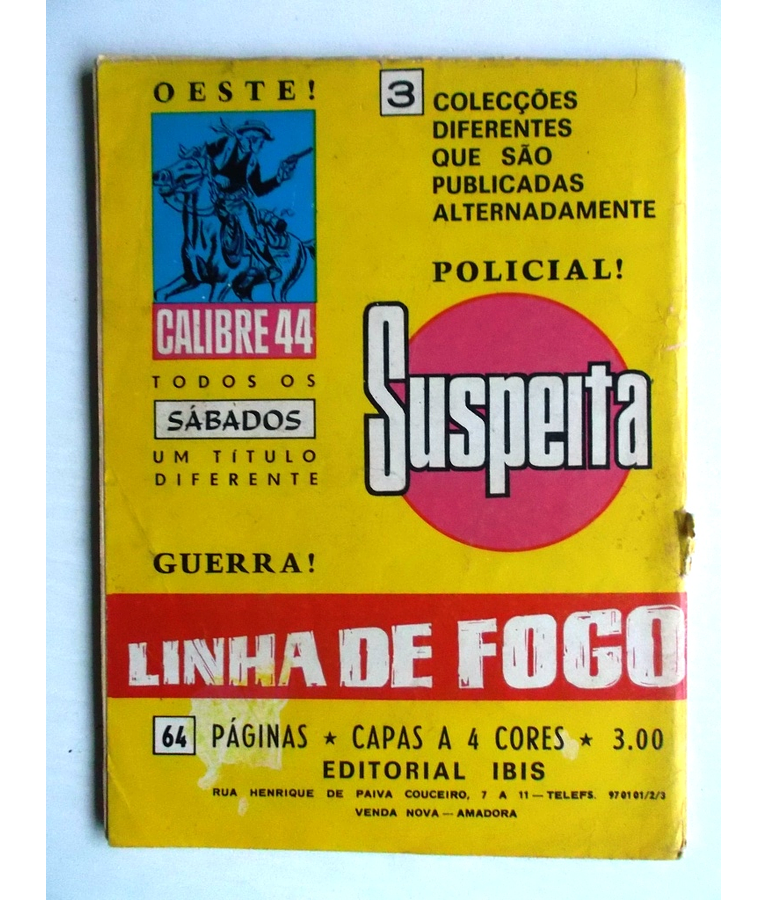 OESTE!
CALIBRE 44
TODOS OS
SÁBADOS
UM TÍTULO
DIFERENTE
3 COLECÇÕES
DIFERENTES
QUE SÃO
PUBLICADAS
ALTERNADAMENTE
POLICIAL!
Suspeita
GUERRA!
LINHA DE FOGO
64 PÁGINAS ★ CAPAS A 4 CORES ★ 3.00
EDITORIAL IBIS
RUA HENRIQUE DE PAIVA COUCEIRO, 7 A 11 — TELEFS. 970101/2/3
VENDA NOVA — AMADORA